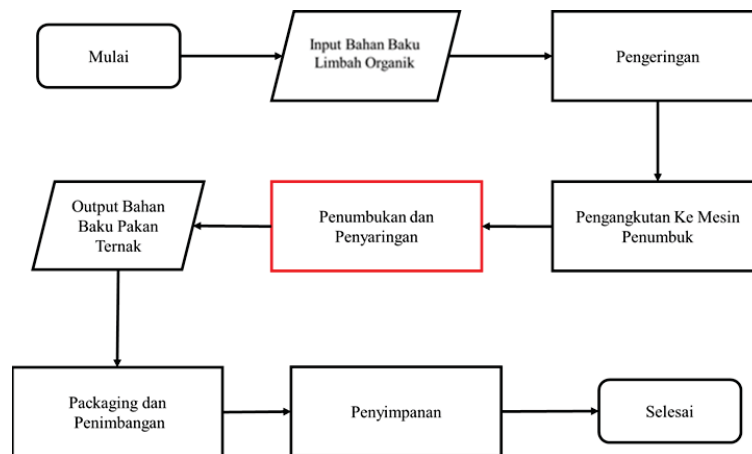 Mulai
Input Bahan Baku
Limbah Organik
Pengeringan
Pengangkutan Ke Mesin
Penumbuk
Penumbukan dan
Penyaringan
Output Bahan
Baku Pakan
Ternak
Packaging dan
Penimbangan
Penyimpanan
Selesai